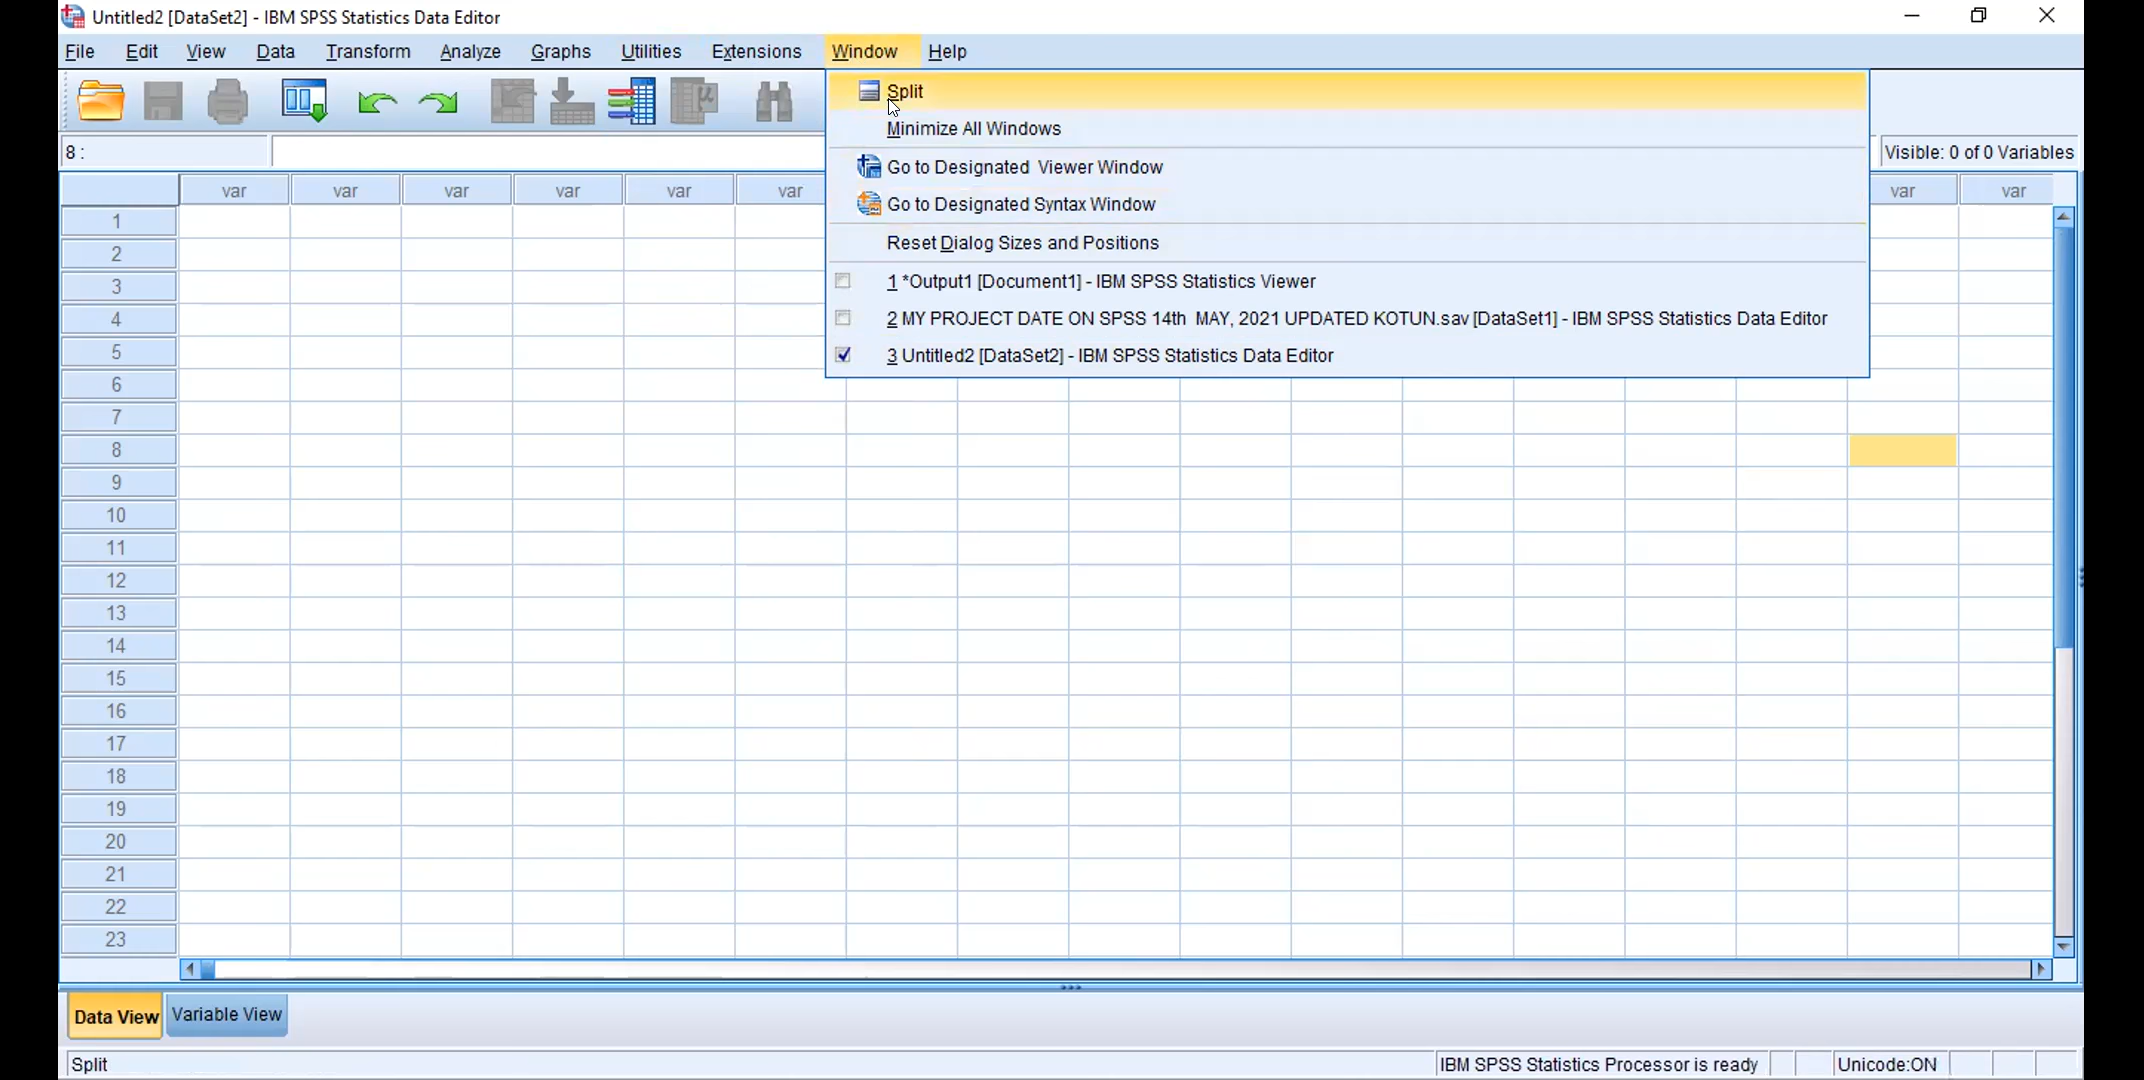 Untitled2 [DataSet2] - IBM SPSS Statistics Data Editor
File Edit View Data Transform Analyze Graphs Utilities Extensions Window Help
Split
Minimize All Windows
Go to Designated Viewer Window
Go to Designated Syntax Window
Reset Dialog Sizes and Positions
1 *Output1 [Document1] - IBM SPSS Statistics Viewer
2 MY PROJECT DATE ON SPSS 14th MAY, 2021 UPDATED KOTUN.sav [DataSet1] - IBM SPSS Statistics Data Editor
3 Untitled2 [DataSet2] - IBM SPSS Statistics Data Editor
8 :
Visible: 0 of 0 Variables
var var var var var var var var
1
2
3
4
5
6
7
8
9
10
11
12
13
14
15
16
17
18
19
20
21
22
23
Data View Variable View
Split IBM SPSS Statistics Processor is ready Unicode:ON